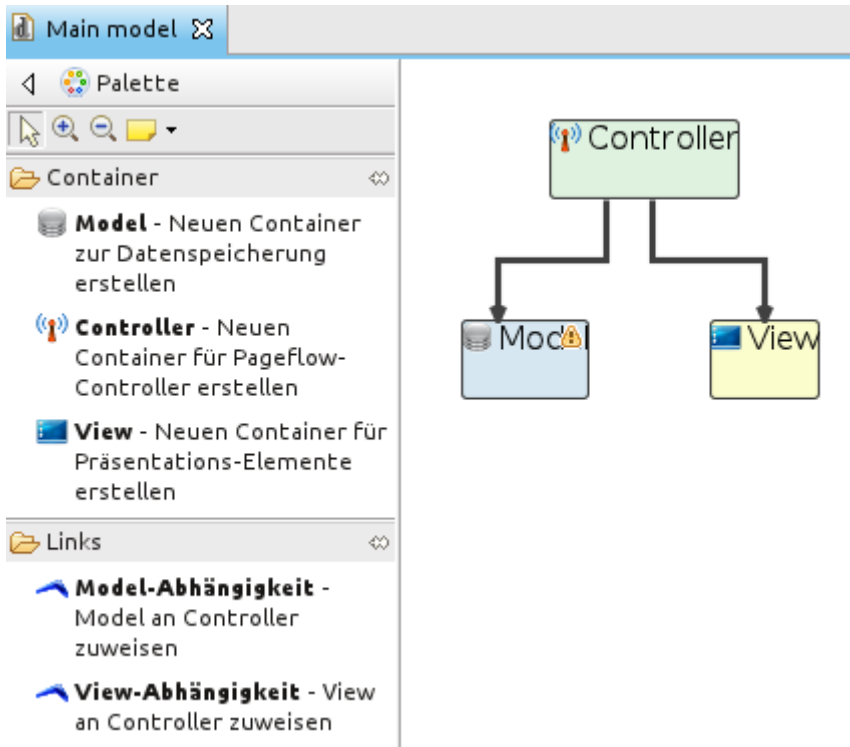 Main model
Palette
Container
Model - Neuen Container
zur Datenspeicherung
erstellen
Controller - Neuen
Container für Pageflow-
Controller erstellen
View - Neuen Container für
Präsentations-Elemente
erstellen
Links
Model-Abhängigkeit -
Model an Controller
zuweisen
View-Abhängigkeit - View
an Controller zuweisen
Controller
Model
View